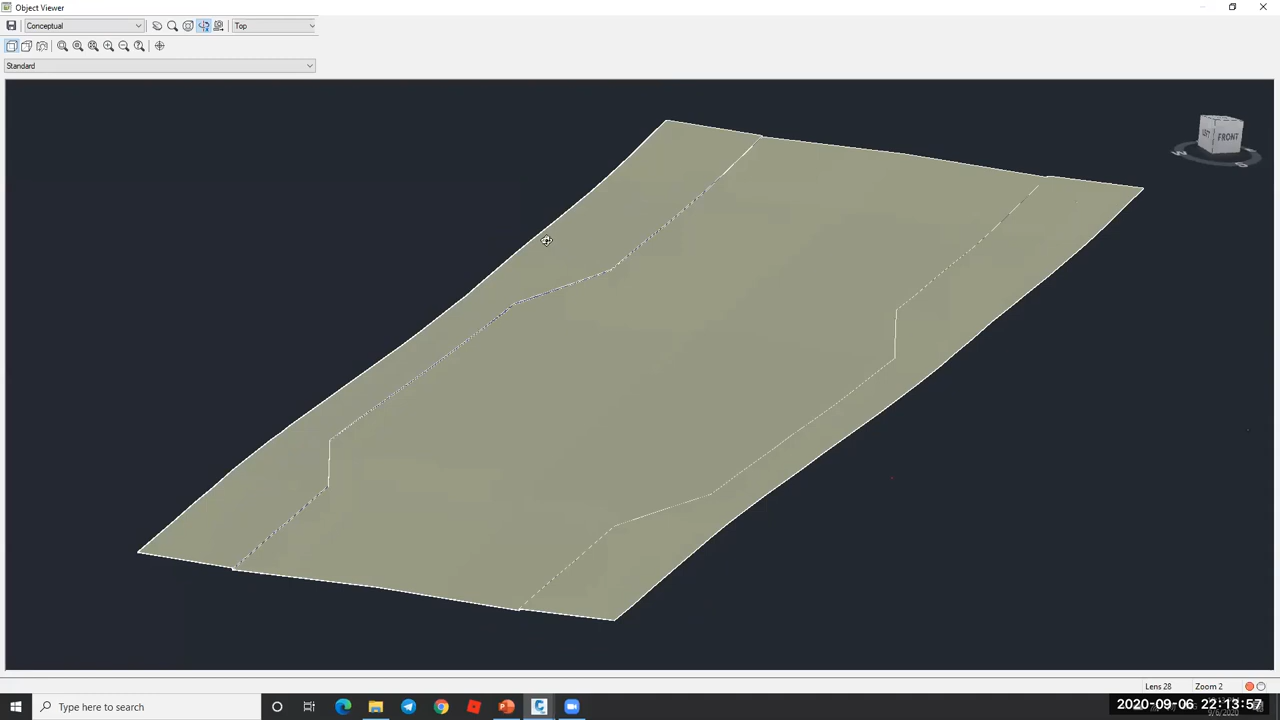 Object Viewer
Conceptual
Top
Standard
FRONT
Lens 28
Zoom 2
Type here to search
2020-09-06 22:13:57